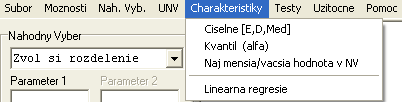 Subor Moznosti Nah. Vyb. UNV Charakteristiky Testy Uzitocne Pomoc
Ciselne [E,D,Med]
Kvantil (alfa)
Naj mensia/vacsia hodnota v NV
Linearna regresie
Nahodny Vyber
Zvol si rozdelenie
Parameter 1 Parameter 2